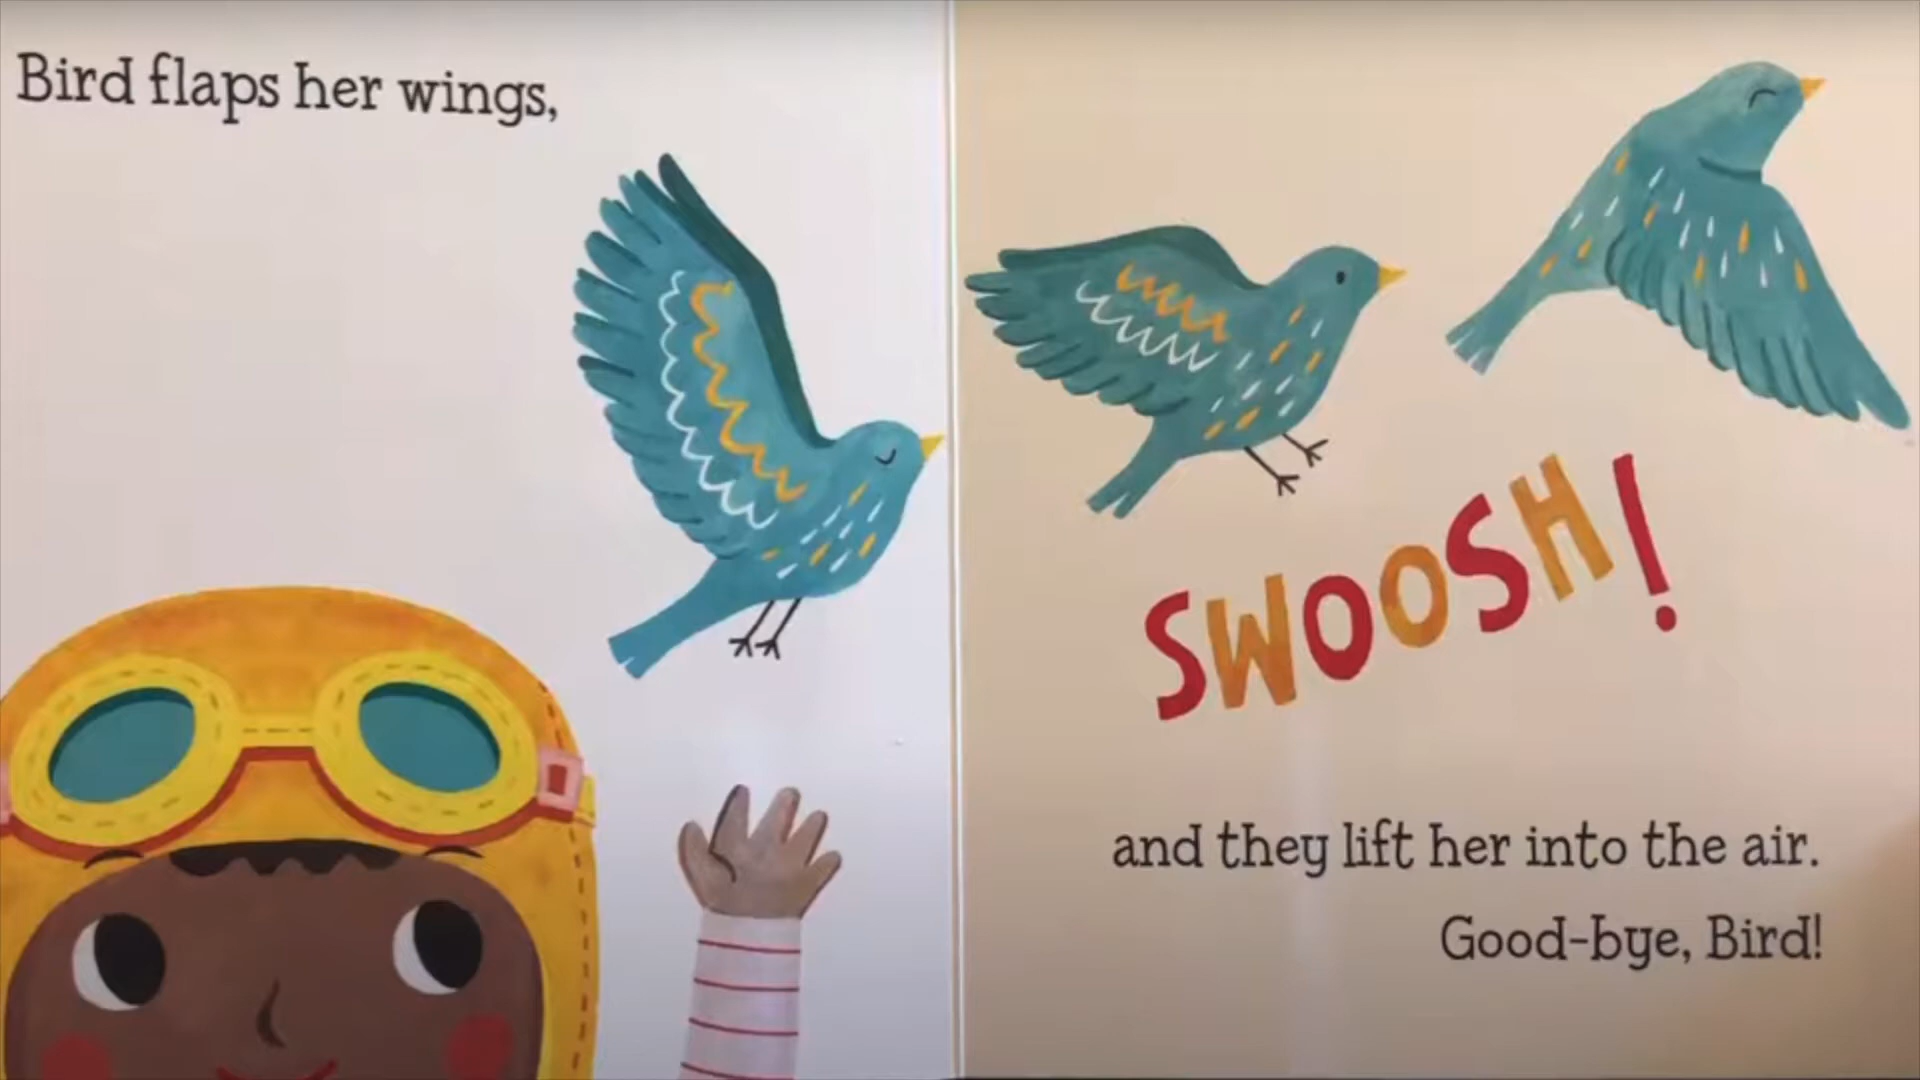 Bird flaps her wings,
SWOOSH!
and they lift her into the air.
Good-bye, Bird!